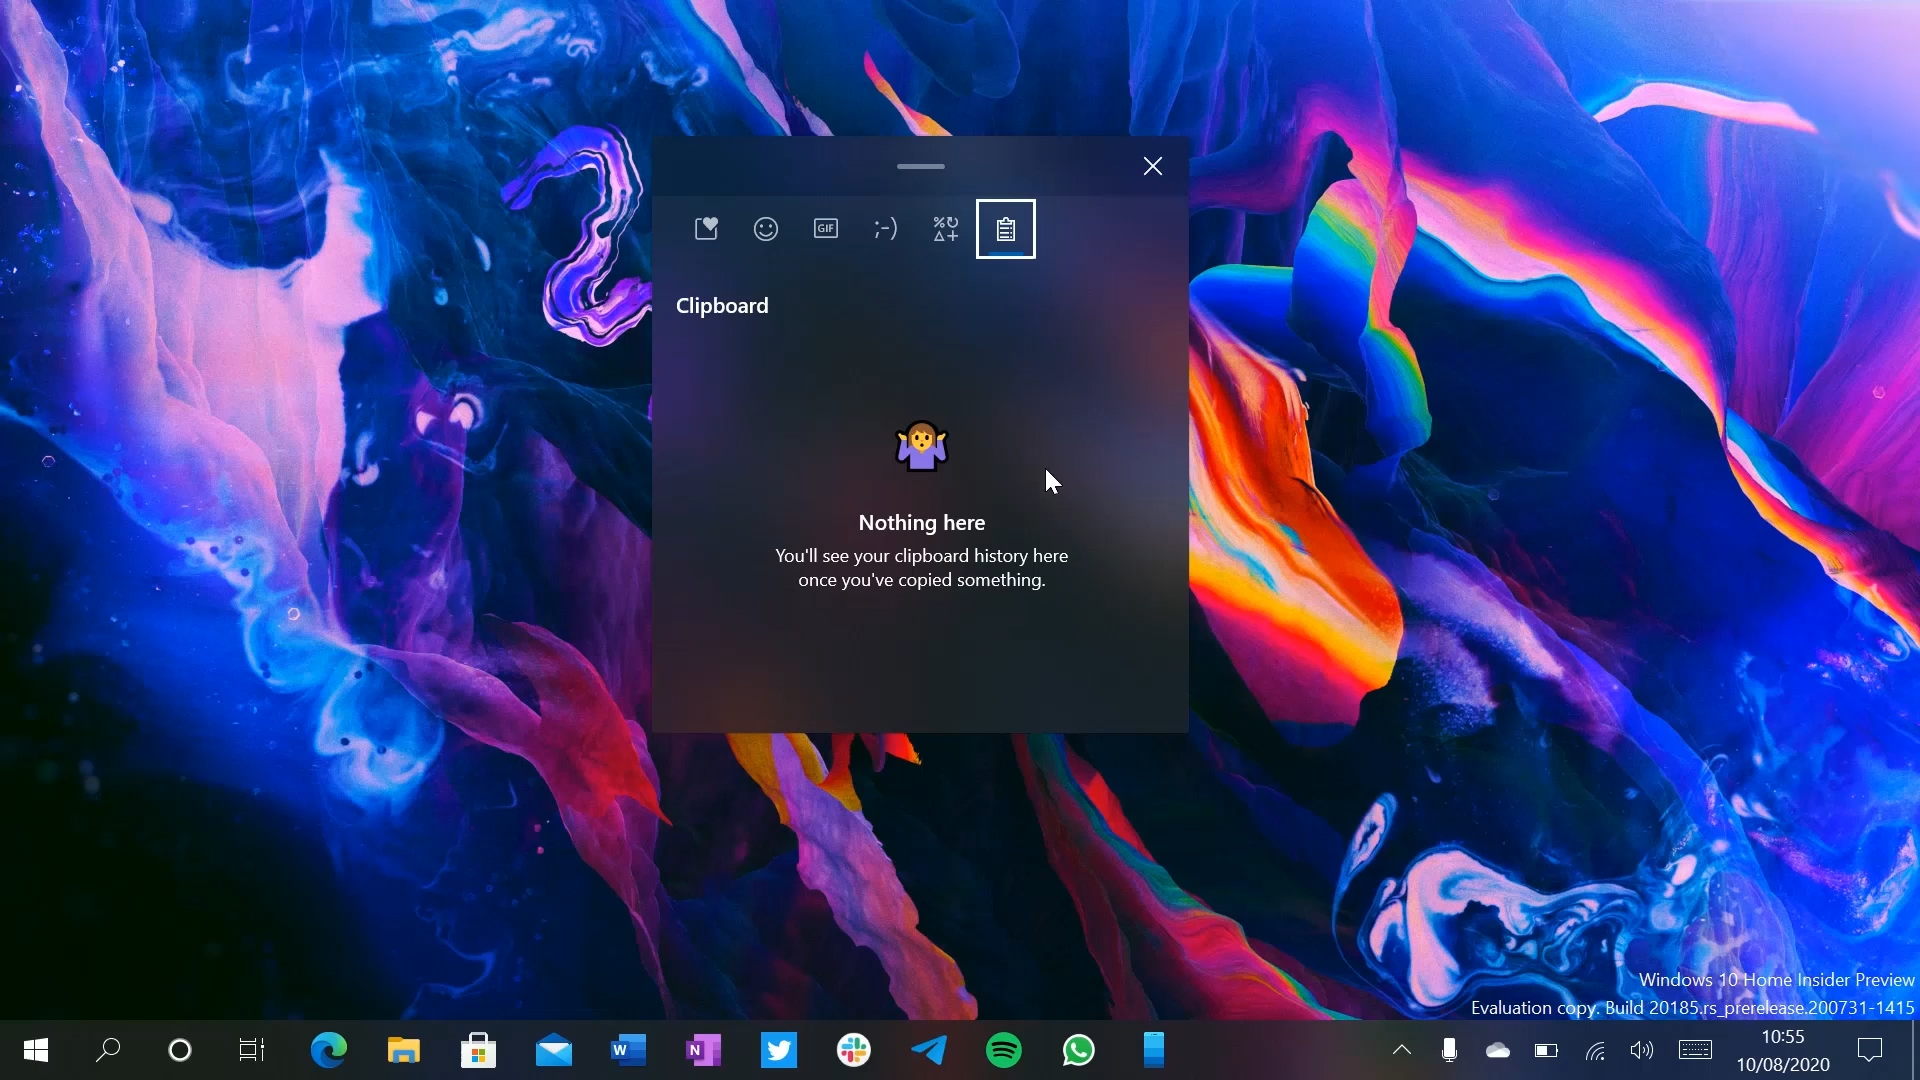 GIF
;-)
Clipboard
Nothing here
You'll see your clipboard history here
once you've copied something.
Windows 10 Home Insider Preview
Evaluation copy. Build 20185.rs_prerelease.200731-1415
W
N
10:55
10/08/2020